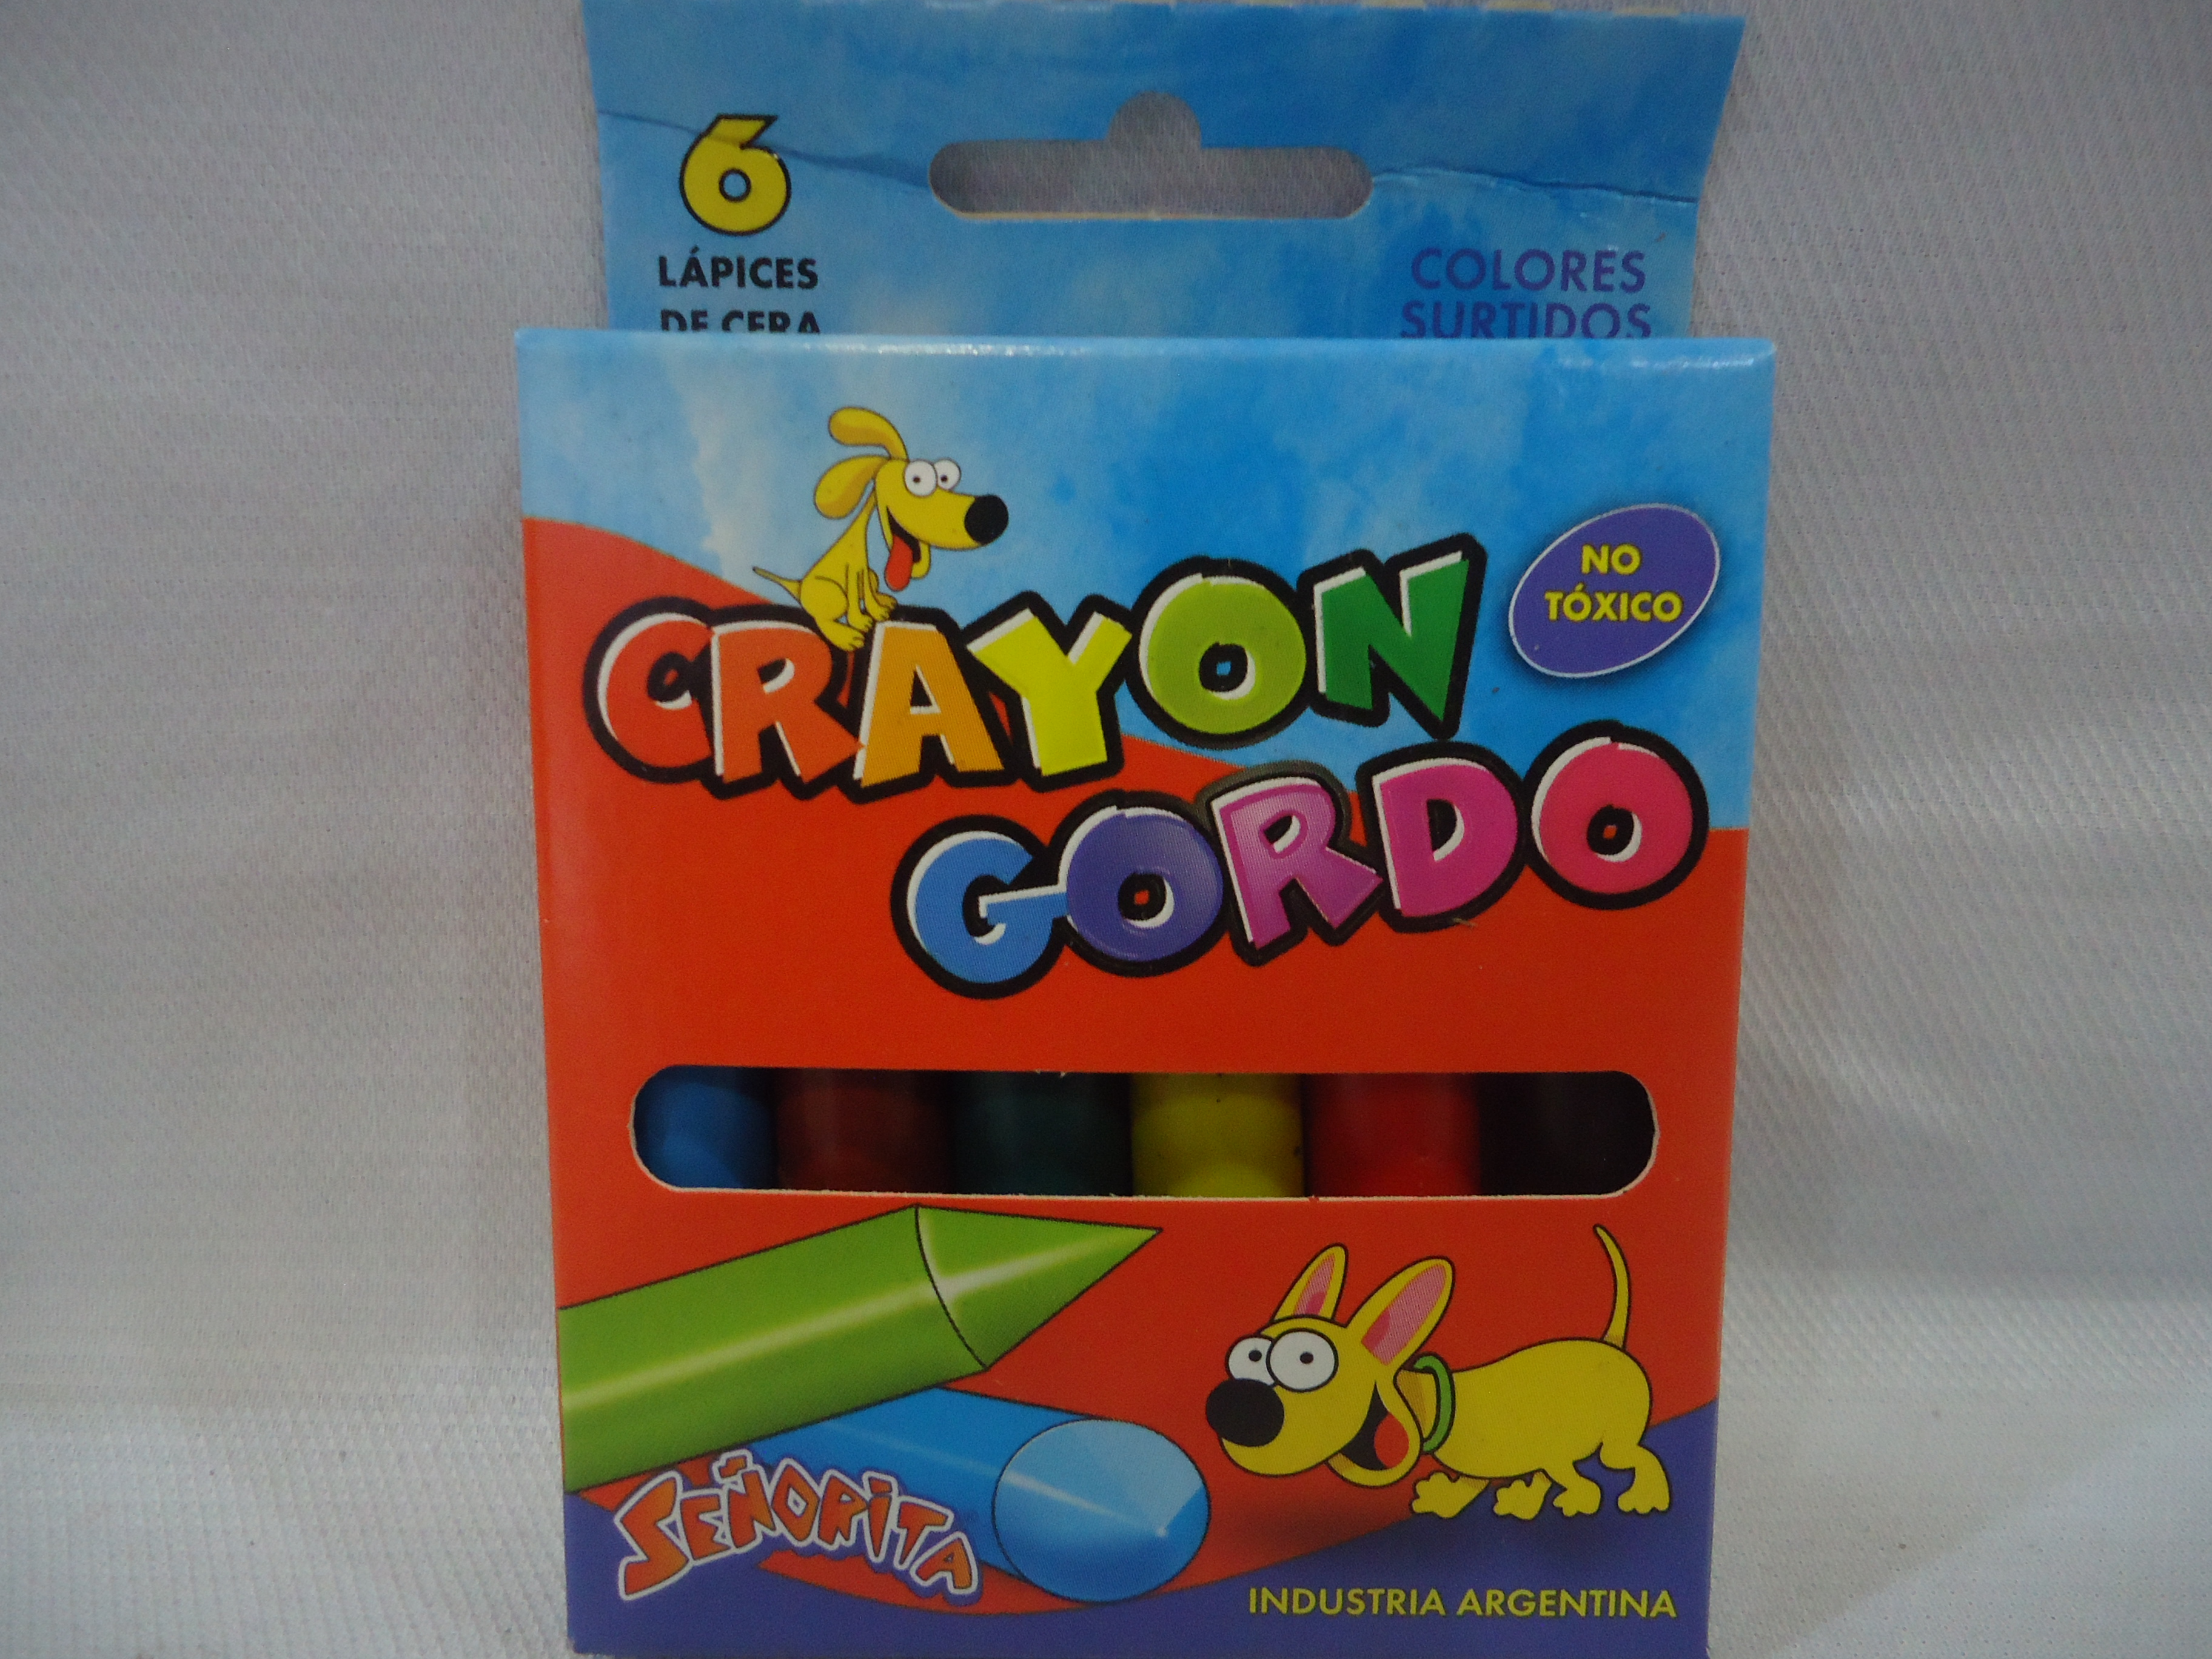 6
LÁPICES
DE CERA
COLORES
SURTIDOS
NO
TÓXICO
CRAYON
GORDO
SEÑORITA
INDUSTRIA ARGENTINA